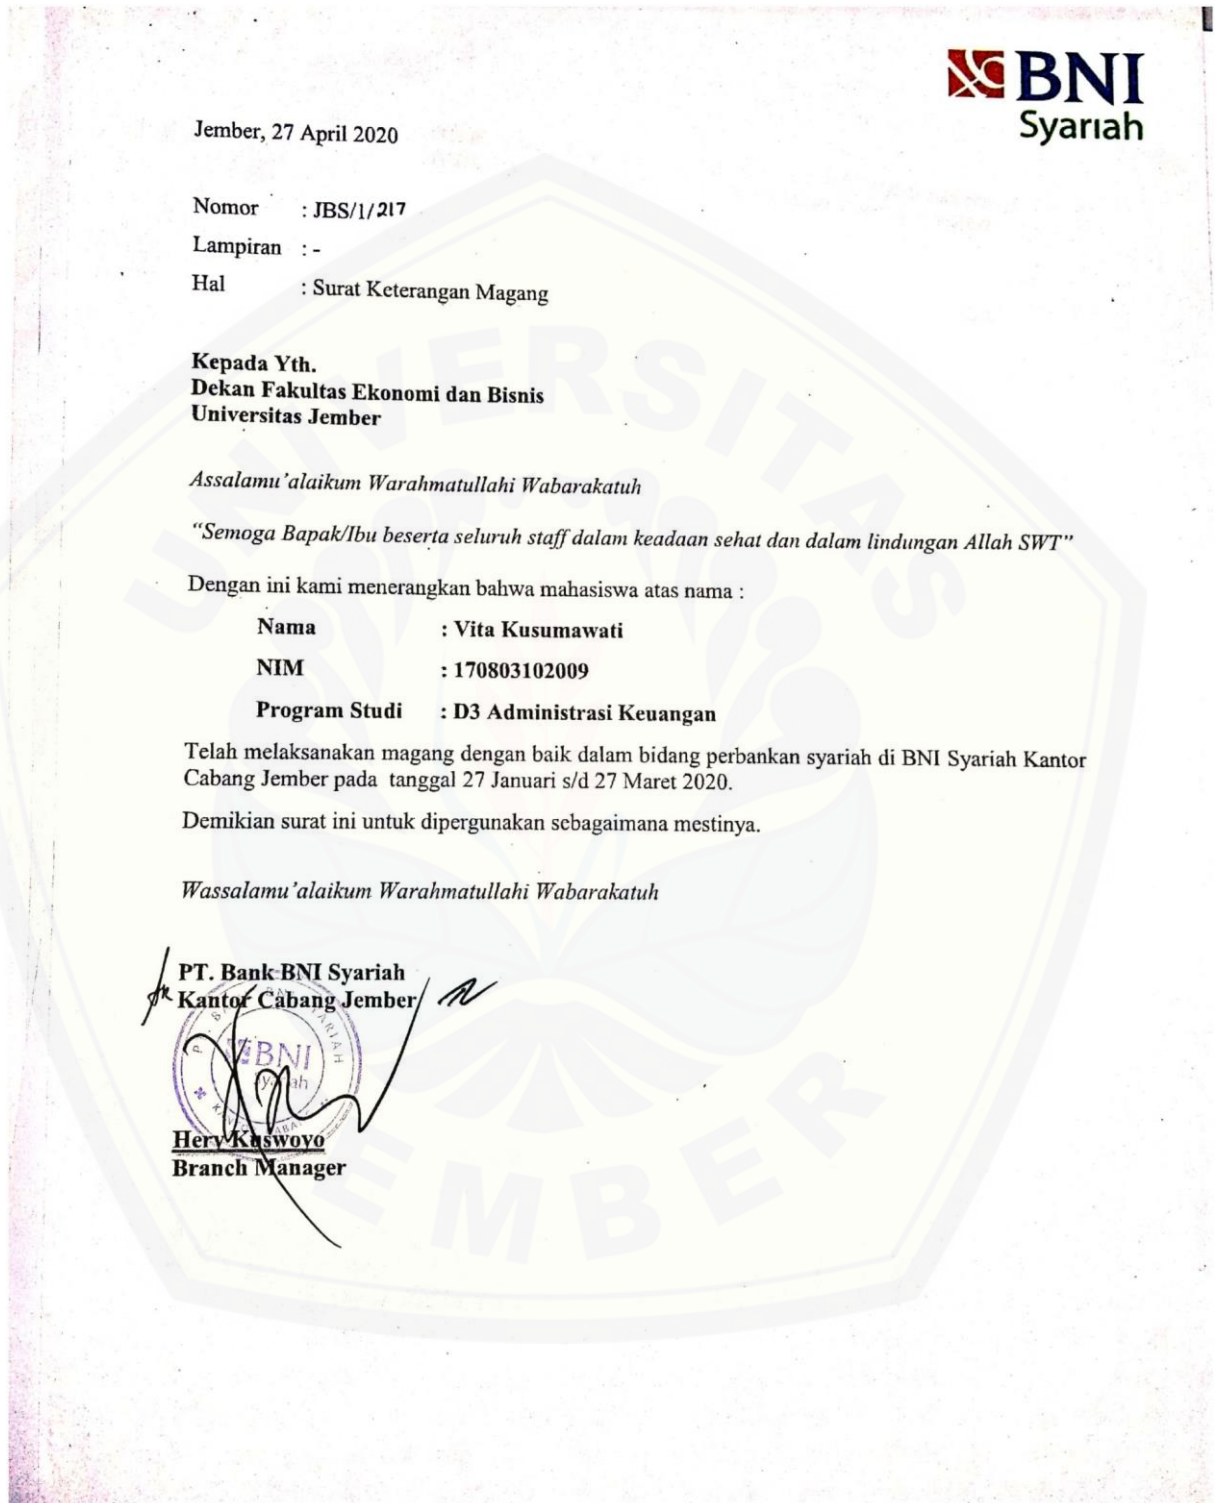 BNI
Syariah
Jember, 27 April 2020
Nomor : JBS/1/217
Lampiran : -
Hal : Surat Keterangan Magang
Kepada Yth.
Dekan Fakultas Ekonomi dan Bisnis
Universitas Jember
Assalamu'alaikum Warahmatullahi Wabarakatuh
“Semoga Bapak/Ibu beserta seluruh staff dalam keadaan sehat dan dalam lindungan Allah SWT”
Dengan ini kami menerangkan bahwa mahasiswa atas nama :
Nama : Vita Kusumawati
NIM : 170803102009
Program Studi : D3 Administrasi Keuangan
Telah melaksanakan magang dengan baik dalam bidang perbankan syariah di BNI Syariah Kantor
Cabang Jember pada tanggal 27 Januari s/d 27 Maret 2020.
Demikian surat ini untuk dipergunakan sebagaimana mestinya.
Wassalamu'alaikum Warahmatullahi Wabarakatuh
PT. Bank BNI Syariah
Kantor Cabang Jember
BNI
Syariah
Hery Kuswoyo
Branch Manager
UNIVERSITAS
JEMBER